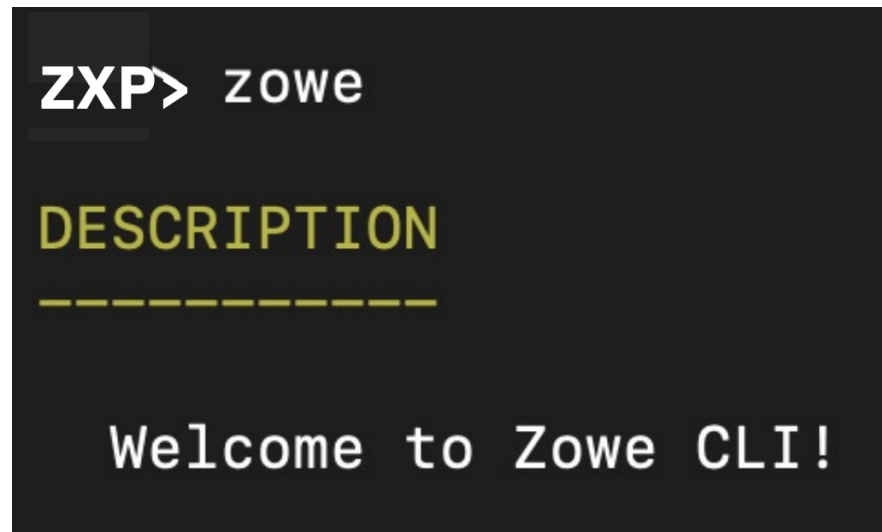 ZXP> zowe
DESCRIPTION
-----------
Welcome to Zowe CLI!